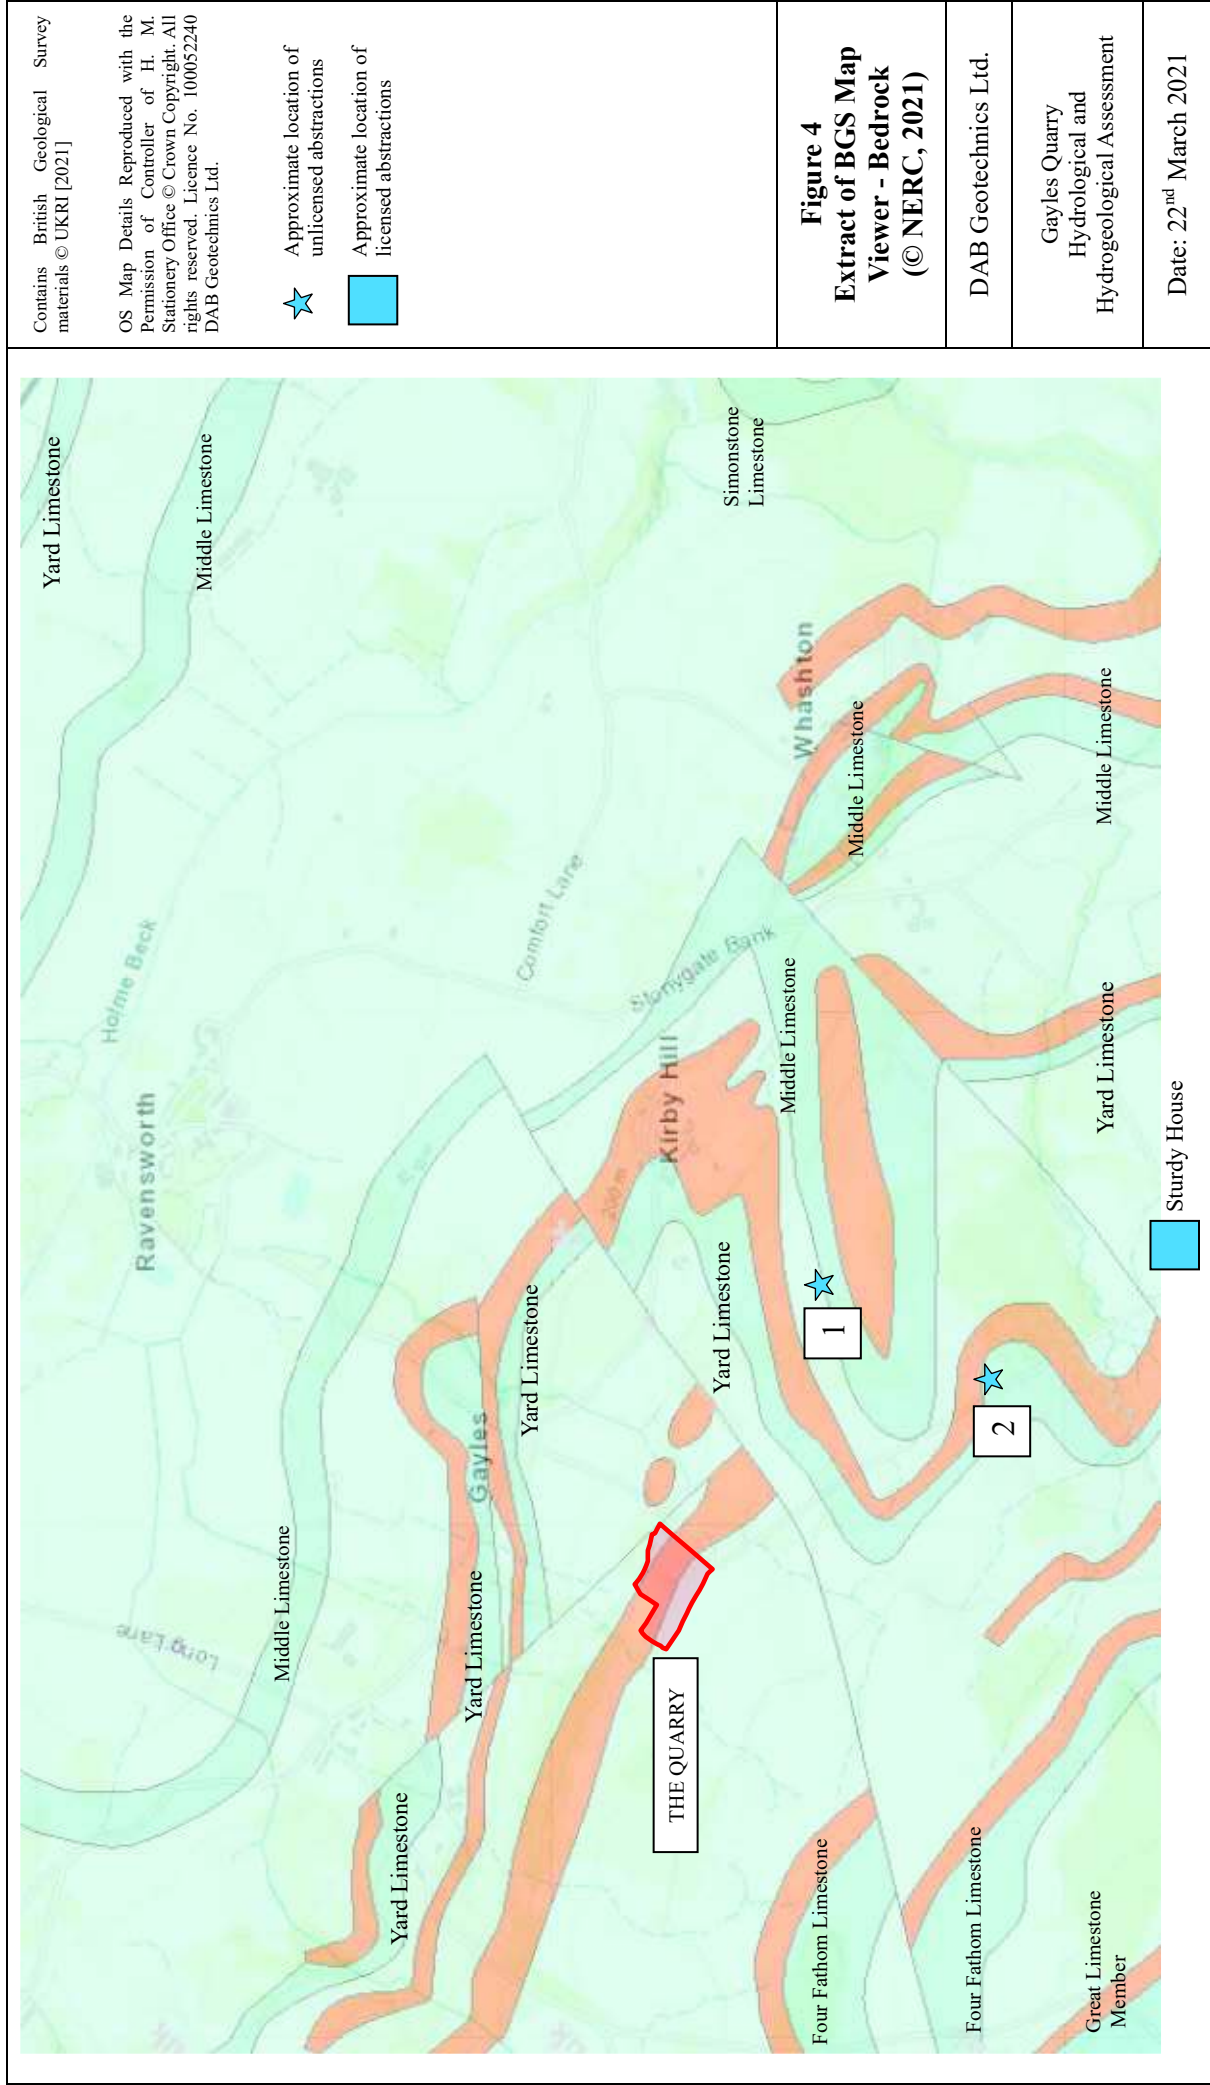 Contains British Geological Survey
materials © UKRI [2021]
OS Map Details Reproduced with the
Permission of Controller of H. M.
Stationery Office © Crown Copyright. All
rights reserved. Licence No. 100052240
DAB Geotechnics Ltd.
Approximate location of
unlicensed abstractions
Approximate location of
licensed abstractions
Figure 4
Extract of BGS Map
Viewer - Bedrock
(© NERC, 2021)
DAB Geotechnics Ltd.
Gayles Quarry
Hydrological and
Hydrogeological Assessment
Date: 22nd March 2021
Yard Limestone
Middle Limestone
Simonstone
Limestone
Holme Beck
Ravensworth
Comfort Lane
Stonygate Bank
Whashton
Middle Limestone
Middle Limestone
Kirby Hill
200m
Middle Limestone
Yard Limestone
Sturdy House
Middle Limestone
Long Lane
Gayles
Yard Limestone
Yard Limestone
Yard Limestone
Yard Limestone
1
2
THE QUARRY
Four Fathom Limestone
Four Fathom Limestone
Great Limestone
Member